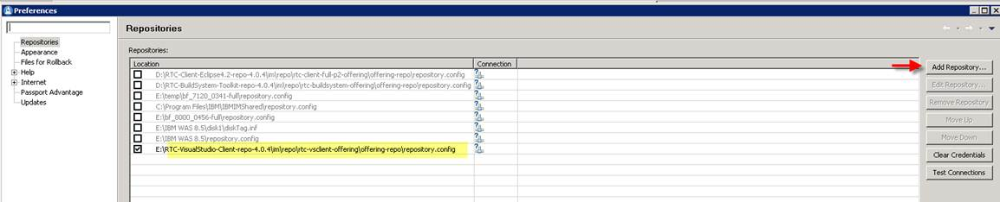 Preferences
Repositories
Appearance
Files for Rollback
Help
Internet
Passport Advantage
Updates
Repositories
Repositories:
Location Connection
D:\RTC-Client-Eclipse4.2-repo-4.0.4\im\repo\rtc-client-full-p2-offering\offering-repo\repository.config
D:\RTC-BuildSystem-Toolkit-repo-4.0.4\im\repo\rtc-buildsystem-offering\offering-repo\repository.config
E:\temp\bf_7120_0341-full\repository.config
C:\Program Files\IBM\IBMIMShared\repository.config
E:\bf_8000_0456-full\repository.config
E:\IBM WAS 8.5\disk1\diskTag.inf
E:\IBM WAS 8.5\repository.config
E:\RTC-VisualStudio-Client-repo-4.0.4\im\repo\rtc-vsclient-offering\offering-repo\repository.config
Add Repository...
Edit Repository...
Remove Repository
Move Up
Move Down
Clear Credentials
Test Connections